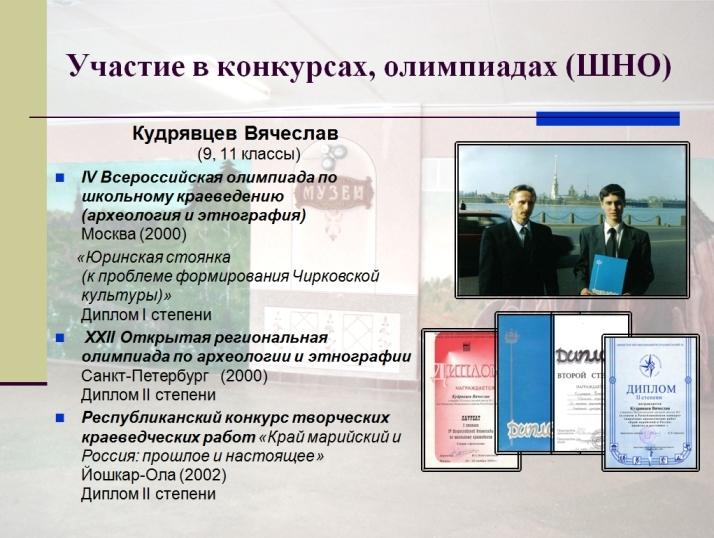 Участие в конкурсах, олимпиадах (ШНО)
Кудрявцев Вячеслав
(9, 11 классы)
IV Всероссийская олимпиада по
школьному краеведению
(археология и этнография)
Москва (2000)
«Юринская стоянка
(к проблеме формирования Чирковской
культуры)»
Диплом I степени
XXII Открытая региональная
олимпиада по археологии и этнографии
Санкт-Петербург (2000)
Диплом II степени
Республиканский конкурс творческих
краеведческих работ «Край марийский и
Россия: прошлое и настоящее»
Йошкар-Ола (2002)
Диплом II степени
МУЗЕЙ
ДИПЛОМ
НАГРАЖДАЕТСЯ
Кудрявцев Вячеслав
ЛАУРЕАТ
Диплом
Диплом
ВТОРОЙ СТ
НАГРАЖДАЕТ
ДИПЛОМ
II степени
награждается
Кудрявцев Вячеслав